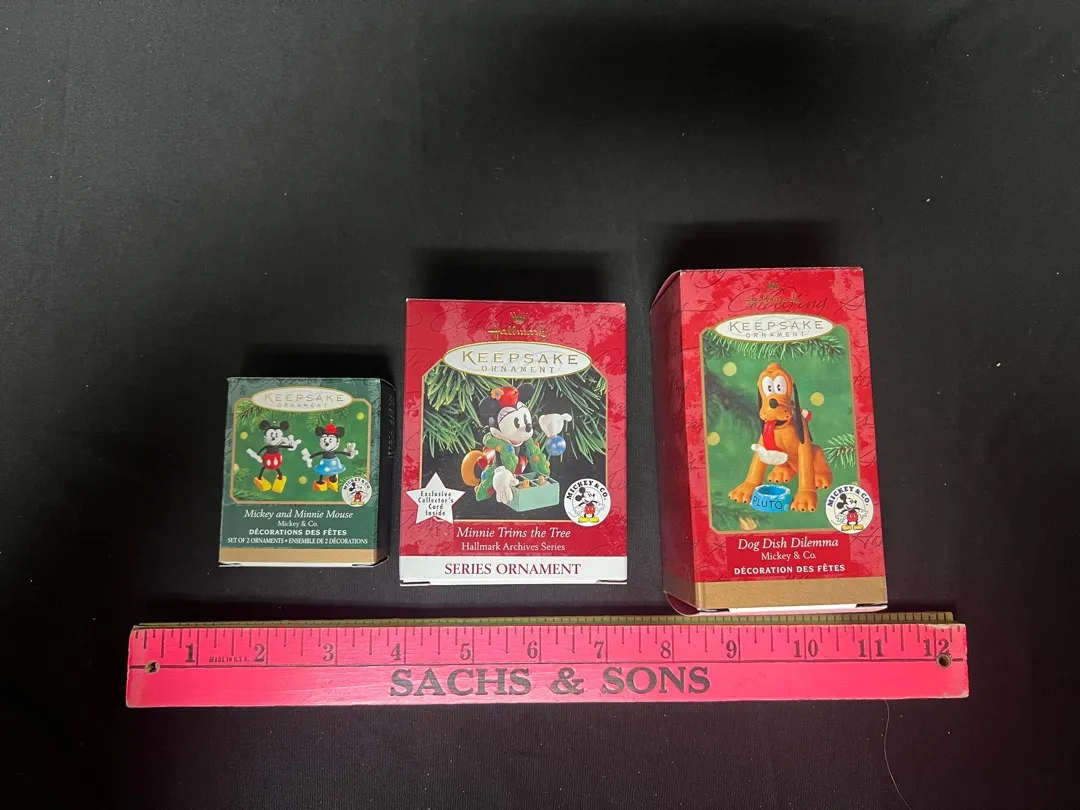 KEEPSAKE
ORNAMENT
MICKEY & CO.
Mickey and Minnie Mouse
Mickey & Co.
DÉCORATIONS DES FÊTES
SET OF 2 ORNAMENTS • ENSEMBLE DE 2 DÉCORATIONS
Hallmark
KEEPSAKE
ORNAMENT
Exclusive
Collector's
Card
Inside
MICKEY & CO.
Minnie Trims the Tree
Hallmark Archives Series
SERIES ORNAMENT
Hallmark
KEEPSAKE
ORNAMENT
PLUTO
MICKEY & CO.
Dog Dish Dilemma
Mickey & Co.
DÉCORATION DES FÊTES
1 2 3 4 5 6 7 8 9 10 11 12
MADE IN U.S.A.
SACHS & SONS